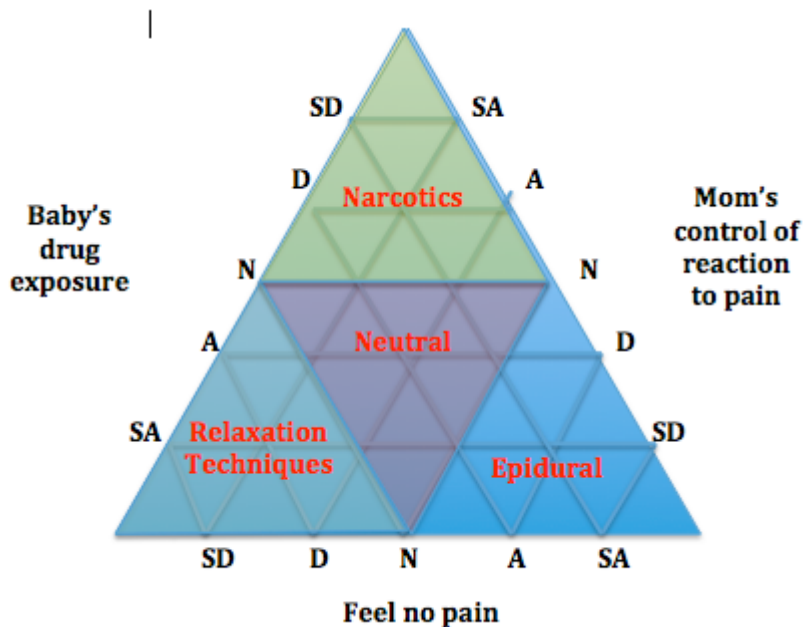 SD
SA
D
Narcotics
A
Baby's
drug
exposure
Mom's
control of
reaction
to pain
N
N
A
Neutral
D
SA
Relaxation
Techniques
SD
Epidural
SD
D
N
A
SA
Feel no pain